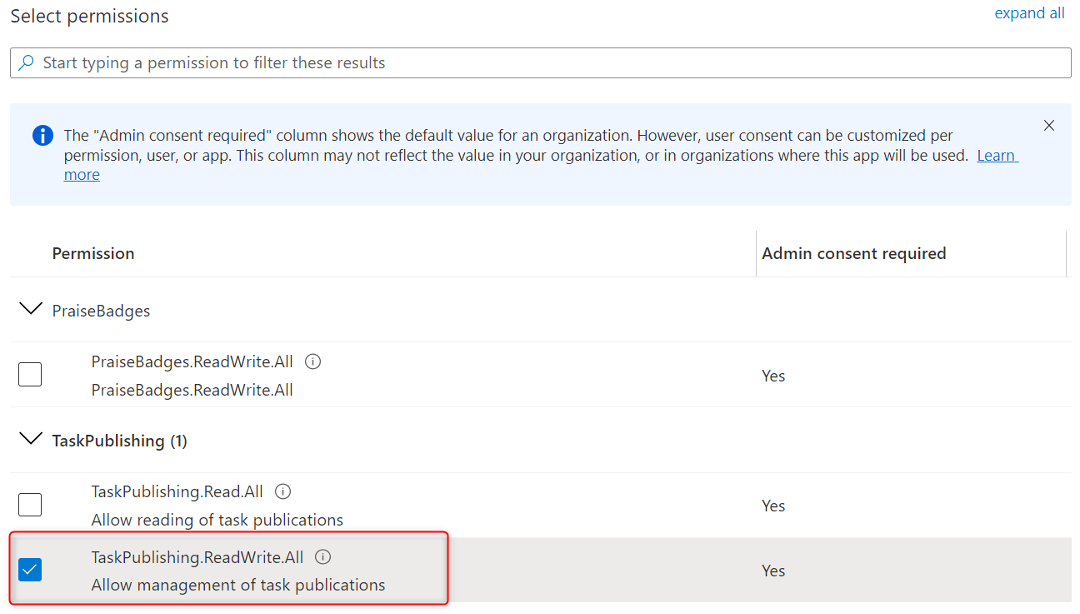 Select permissions
expand all
Start typing a permission to filter these results
The "Admin consent required" column shows the default value for an organization. However, user consent can be customized per
permission, user, or app. This column may not reflect the value in your organization, or in organizations where this app will be used. Learn
more
Permission
Admin consent required
PraiseBadges
PraiseBadges.ReadWrite.All
PraiseBadges.ReadWrite.All
Yes
TaskPublishing (1)
TaskPublishing.Read.All
Allow reading of task publications
Yes
TaskPublishing.ReadWrite.All
Allow management of task publications
Yes